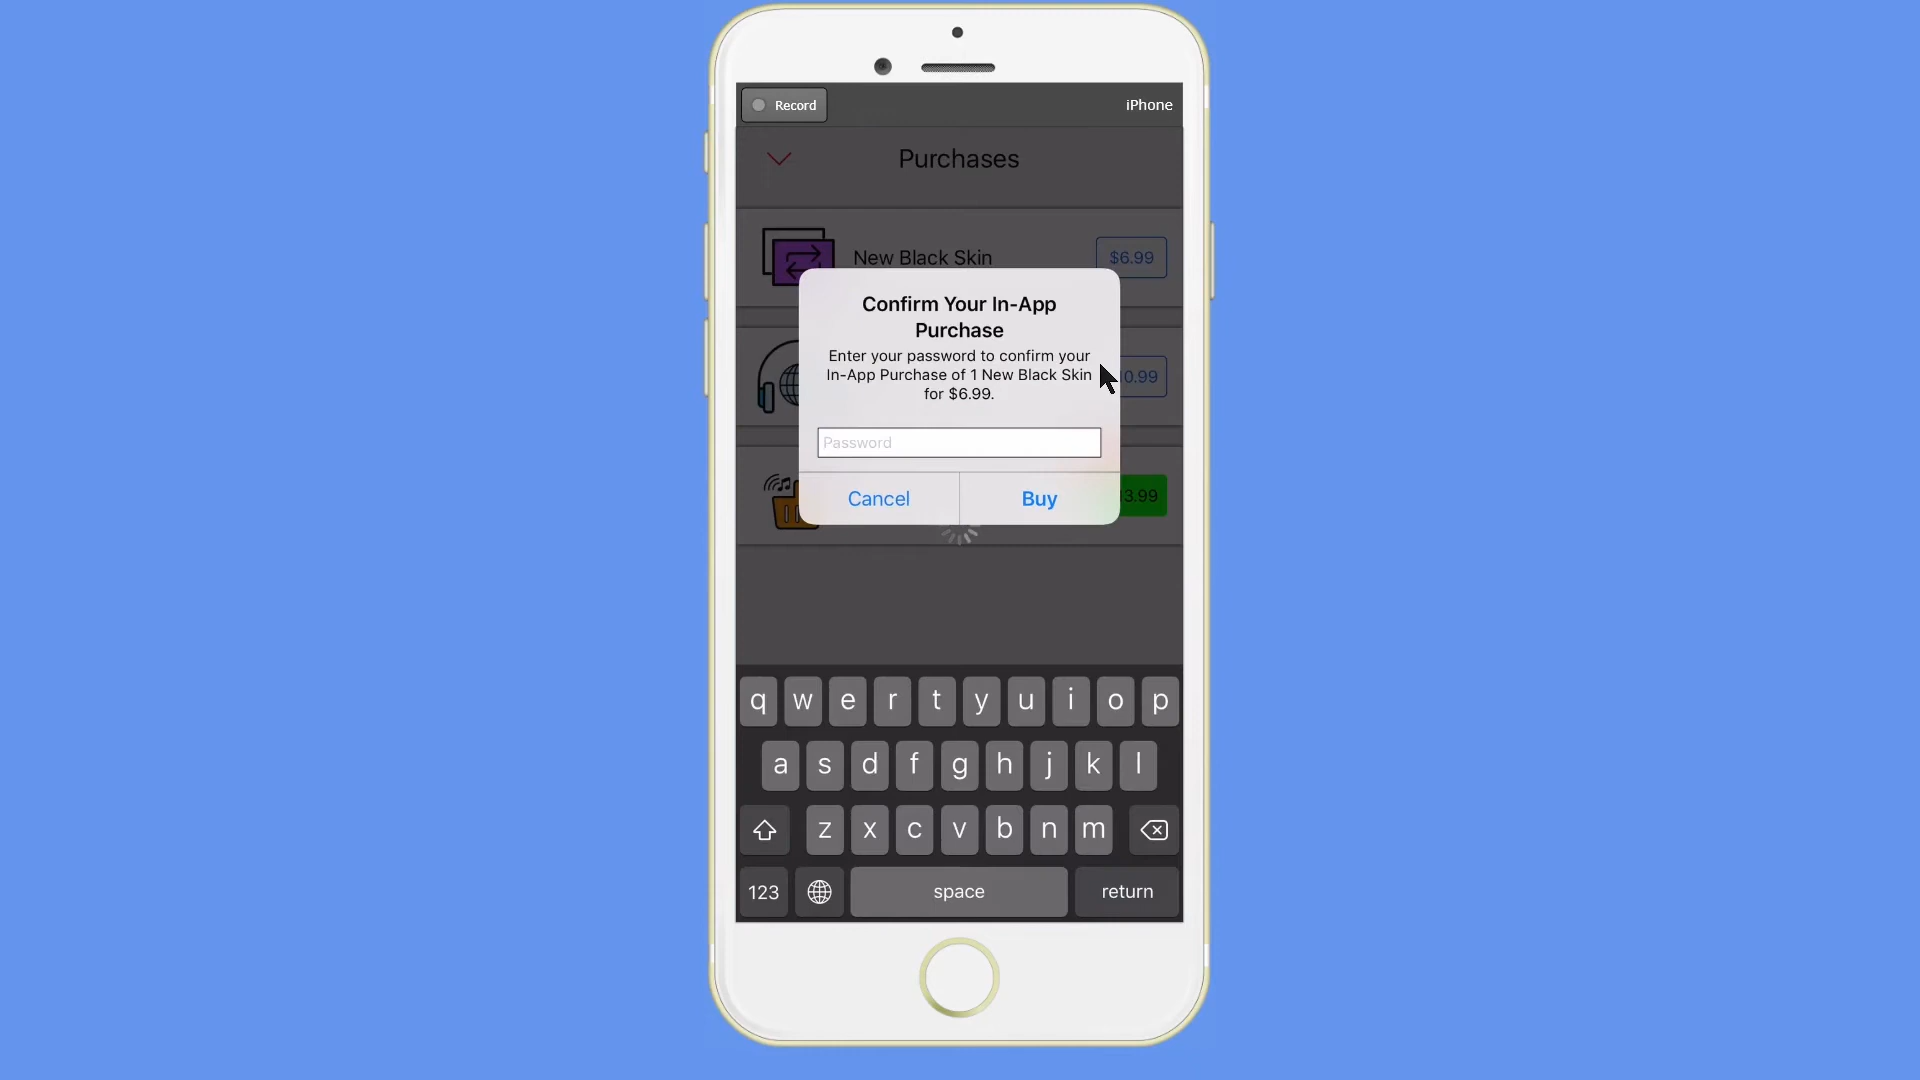 Record
iPhone
Purchases
New Black Skin
$6.99
Confirm Your In-App
Purchase
Enter your password to confirm your
In-App Purchase of 1 New Black Skin
for $6.99.
0.99
Password
Cancel
Buy
3.99
q w e r t y u i o p
a s d f g h j k l
z x c v b n m
123
space
return